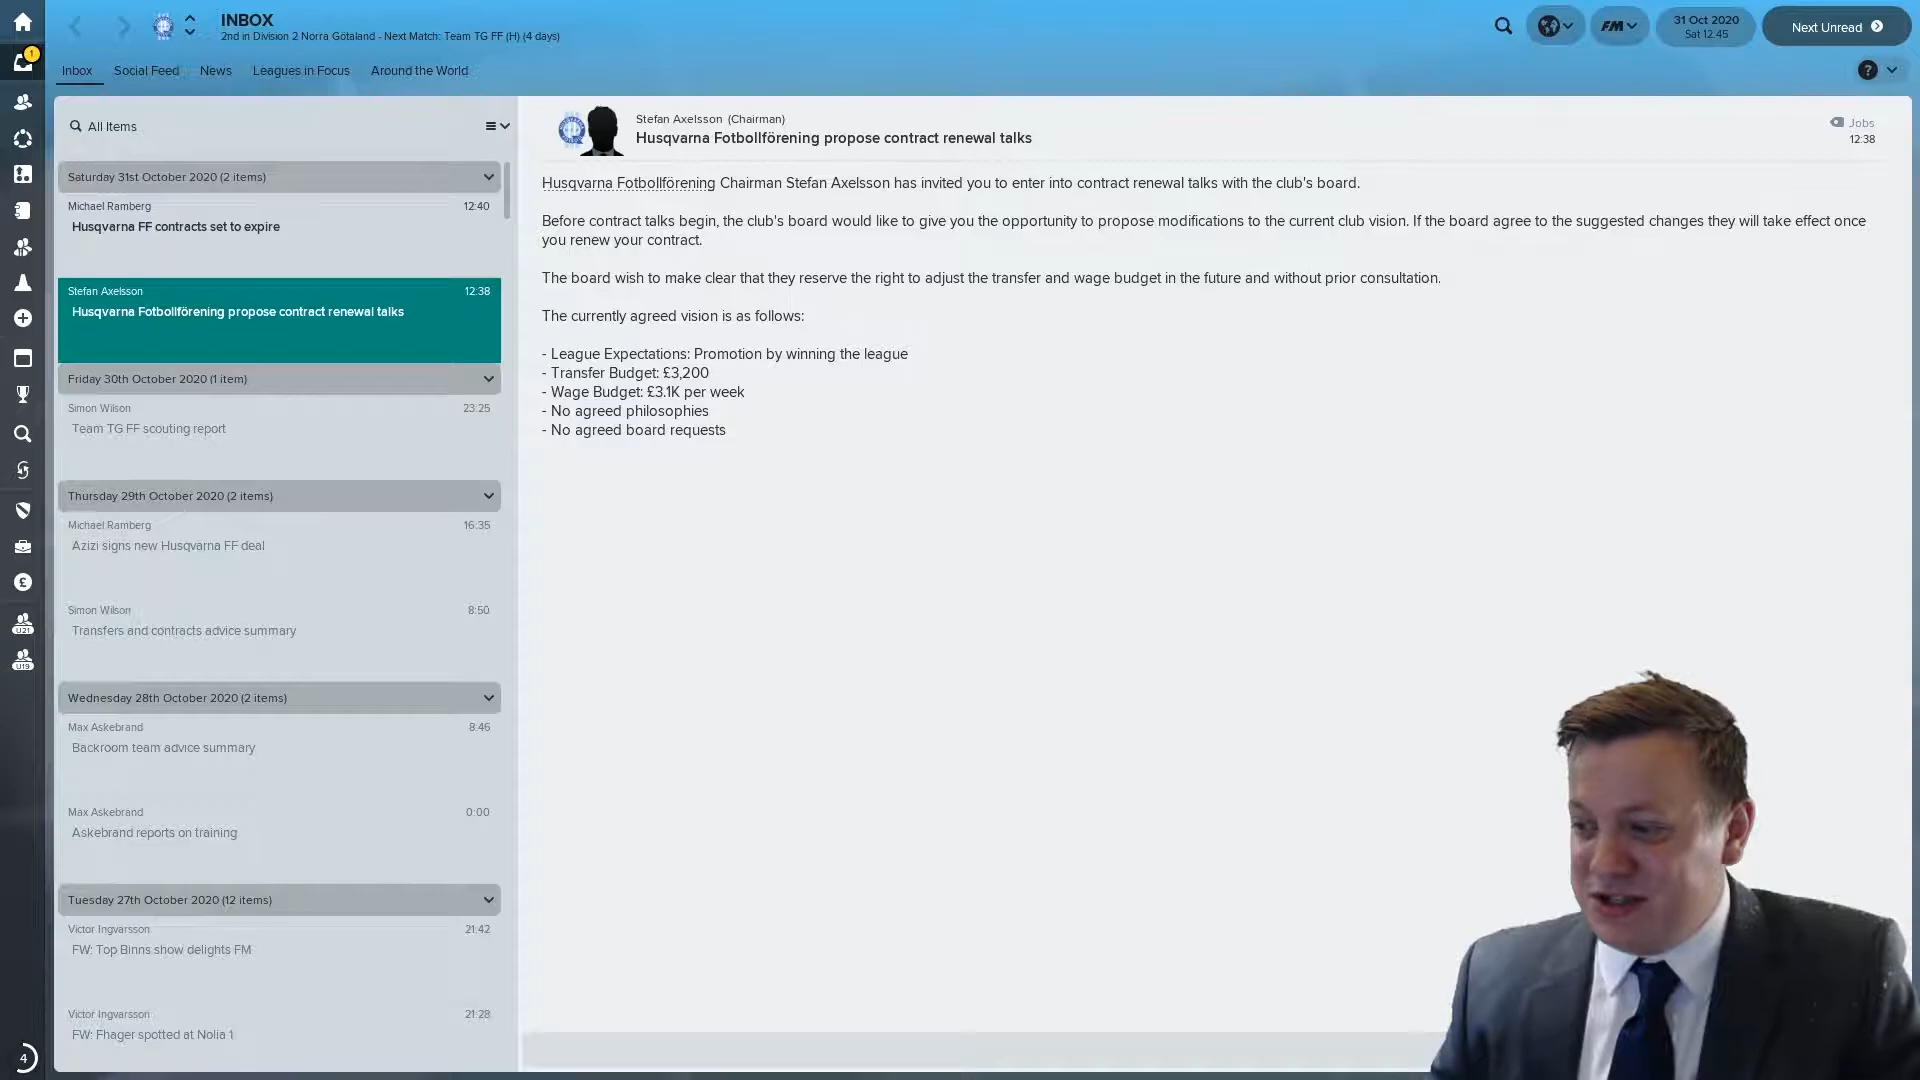 INBOX
2nd in Division 2 Norra Götaland - Next Match: Team TG FF (H) (4 days)
FM
31 Oct 2020
Sat 12.45
Next Unread
1
Inbox
Social Feed
News
Leagues in Focus
Around the World
?
All Items
Saturday 31st October 2020 (2 items)
Michael Ramberg
12:40
Husqvarna FF contracts set to expire
Stefan Axelsson
12:38
Husqvarna Fotbollförening propose contract renewal talks
Friday 30th October 2020 (1 item)
Simon Wilson
23:25
Team TG FF scouting report
Thursday 29th October 2020 (2 items)
Michael Ramberg
16:35
Azizi signs new Husqvarna FF deal
Simon Wilson
8:50
Transfers and contracts advice summary
Wednesday 28th October 2020 (2 items)
Max Askebrand
8:46
Backroom team advice summary
Max Askebrand
0:00
Askebrand reports on training
Tuesday 27th October 2020 (12 items)
Victor Ingvarsson
21:42
FW: Top Binns show delights FM
Victor Ingvarsson
21:28
FW: Fhager spotted at Nolia 1
£
U21
U19
4
Stefan Axelsson (Chairman)
Husqvarna Fotbollförening propose contract renewal talks
Jobs
12:38
Husqvarna Fotbollförening Chairman Stefan Axelsson has invited you to enter into contract renewal talks with the club's board.
Before contract talks begin, the club's board would like to give you the opportunity to propose modifications to the current club vision. If the board agree to the suggested changes they will take effect once
you renew your contract.
The board wish to make clear that they reserve the right to adjust the transfer and wage budget in the future and without prior consultation.
The currently agreed vision is as follows:
- League Expectations: Promotion by winning the league
- Transfer Budget: £3,200
- Wage Budget: £3.1K per week
- No agreed philosophies
- No agreed board requests